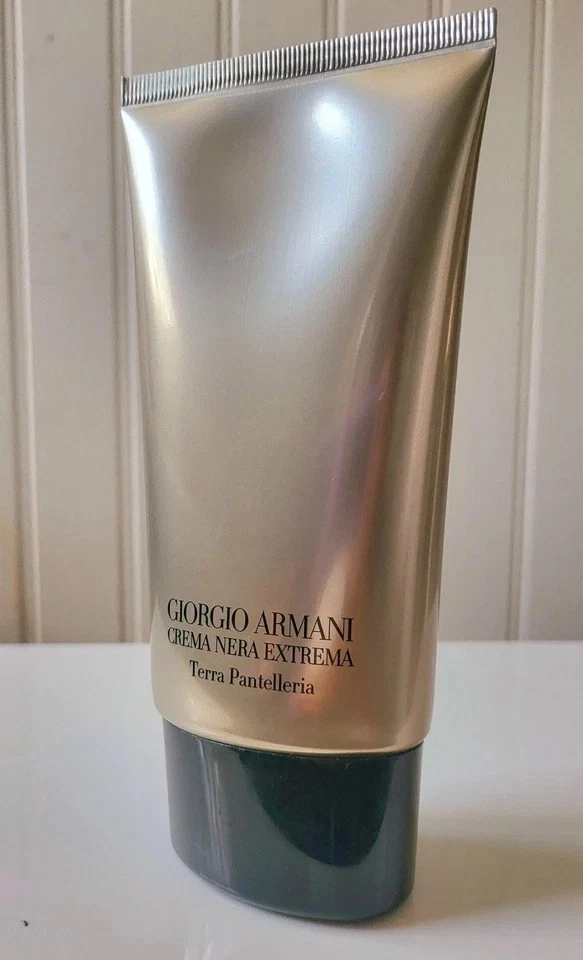 GIORGIO ARMANI
CREMA NERA EXTREMA
Terra Pantelleria